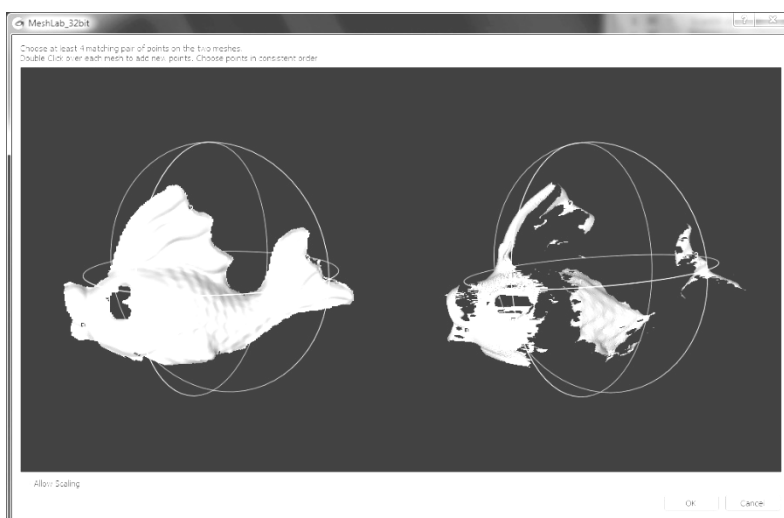 MeshLab_32bit
Choose at least 4 matching pair of points on the two meshes.
Double Click over each mesh to add new points. Choose points in consistent order
Allow Scaling
OK Cancel